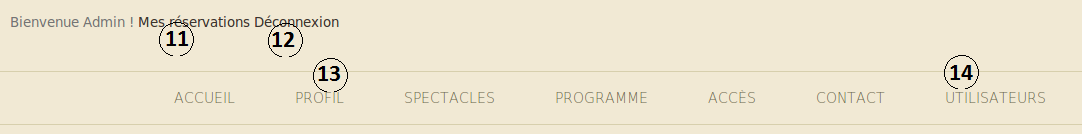 Bienvenue Admin ! Mes réservations Déconnexion
11 12
13 14
ACCUEIL PROFIL SPECTACLES PROGRAMME ACCÈS CONTACT UTILISATEURS